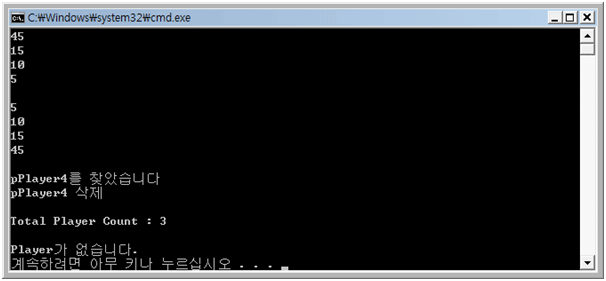 C:₩Windows₩system32₩cmd.exe
45
15
10
5
5
10
15
45
pPlayer4를 찾았습니다
pPlayer4 삭제
Total Player Count : 3
Player가 없습니다.
계속하려면 아무 키나 누르십시오 . . .